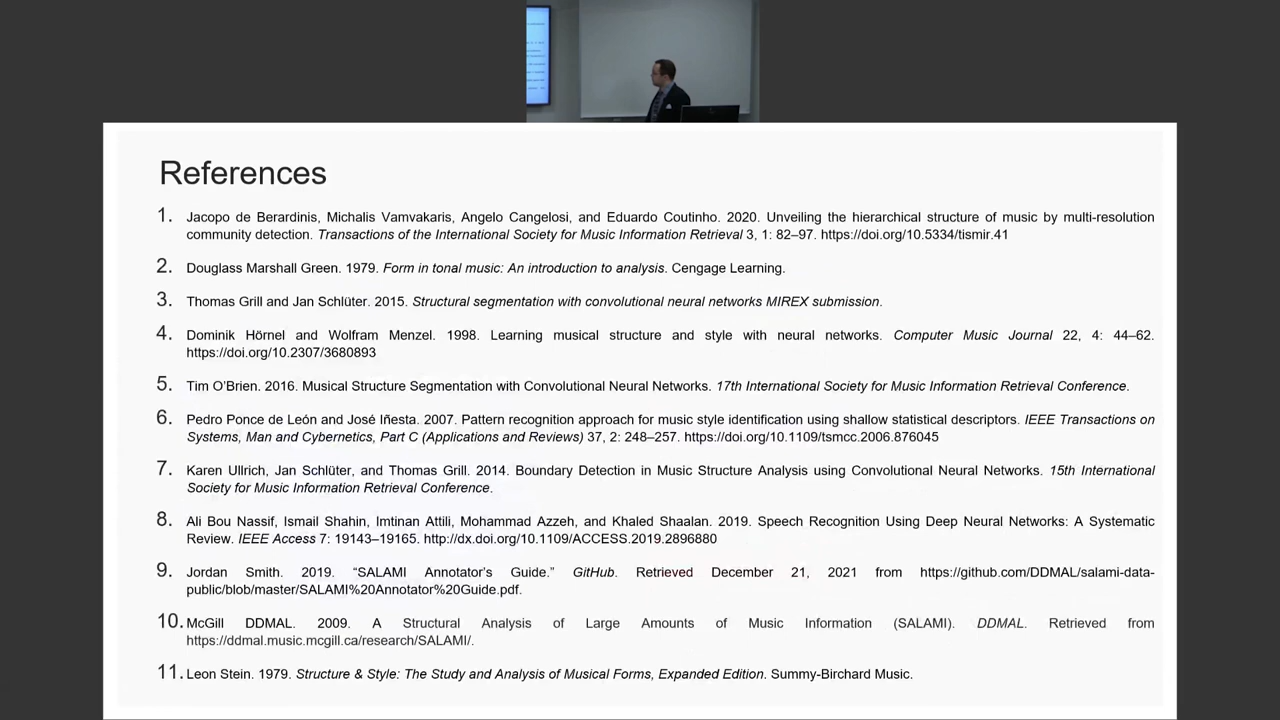 References
1. Jacopo de Berardinis, Michalis Vamvakaris, Angelo Cangelosi, and Eduardo Coutinho. 2020. Unveiling the hierarchical structure of music by multi-resolution
community detection. Transactions of the International Society for Music Information Retrieval 3, 1: 82–97. https://doi.org/10.5334/tismir.41
2. Douglass Marshall Green. 1979. Form in tonal music: An introduction to analysis. Cengage Learning.
3. Thomas Grill and Jan Schlüter. 2015. Structural segmentation with convolutional neural networks MIREX submission.
4. Dominik Hörnel and Wolfram Menzel. 1998. Learning musical structure and style with neural networks. Computer Music Journal 22, 4: 44–62.
https://doi.org/10.2307/3680893
5. Tim O’Brien. 2016. Musical Structure Segmentation with Convolutional Neural Networks. 17th International Society for Music Information Retrieval Conference.
6. Pedro Ponce de León and José Iñesta. 2007. Pattern recognition approach for music style identification using shallow statistical descriptors. IEEE Transactions on
Systems, Man and Cybernetics, Part C (Applications and Reviews) 37, 2: 248–257. https://doi.org/10.1109/tsmcc.2006.876045
7. Karen Ullrich, Jan Schlüter, and Thomas Grill. 2014. Boundary Detection in Music Structure Analysis using Convolutional Neural Networks. 15th International
Society for Music Information Retrieval Conference.
8. Ali Bou Nassif, Ismail Shahin, Imtinan Attili, Mohammad Azzeh, and Khaled Shaalan. 2019. Speech Recognition Using Deep Neural Networks: A Systematic
Review. IEEE Access 7: 19143–19165. http://dx.doi.org/10.1109/ACCESS.2019.2896880
9. Jordan Smith. 2019. “SALAMI Annotator’s Guide.” GitHub. Retrieved December 21, 2021 from https://github.com/DDMAL/salami-data-
public/blob/master/SALAMI%20Annotator%20Guide.pdf.
10. McGill DDMAL. 2009. A Structural Analysis of Large Amounts of Music Information (SALAMI). DDMAL. Retrieved from
https://ddmal.music.mcgill.ca/research/SALAMI/.
11. Leon Stein. 1979. Structure & Style: The Study and Analysis of Musical Forms, Expanded Edition. Summy-Birchard Music.